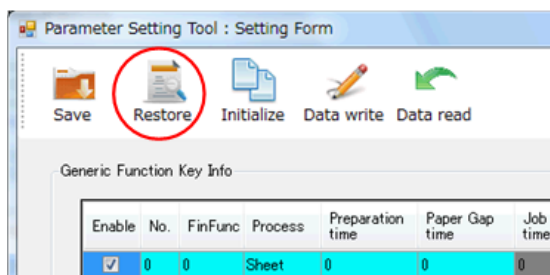 Parameter Setting Tool : Setting Form
Save Restore Initialize Data write Data read
Generic Function Key Info
Enable No. FinFunc Process Preparation time Paper Gap time Job time
0 0 Sheet 0 0 0